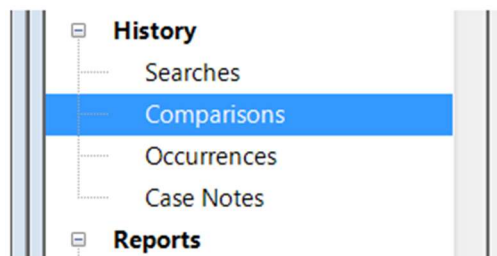 History
Searches
Comparisons
Occurrences
Case Notes
Reports